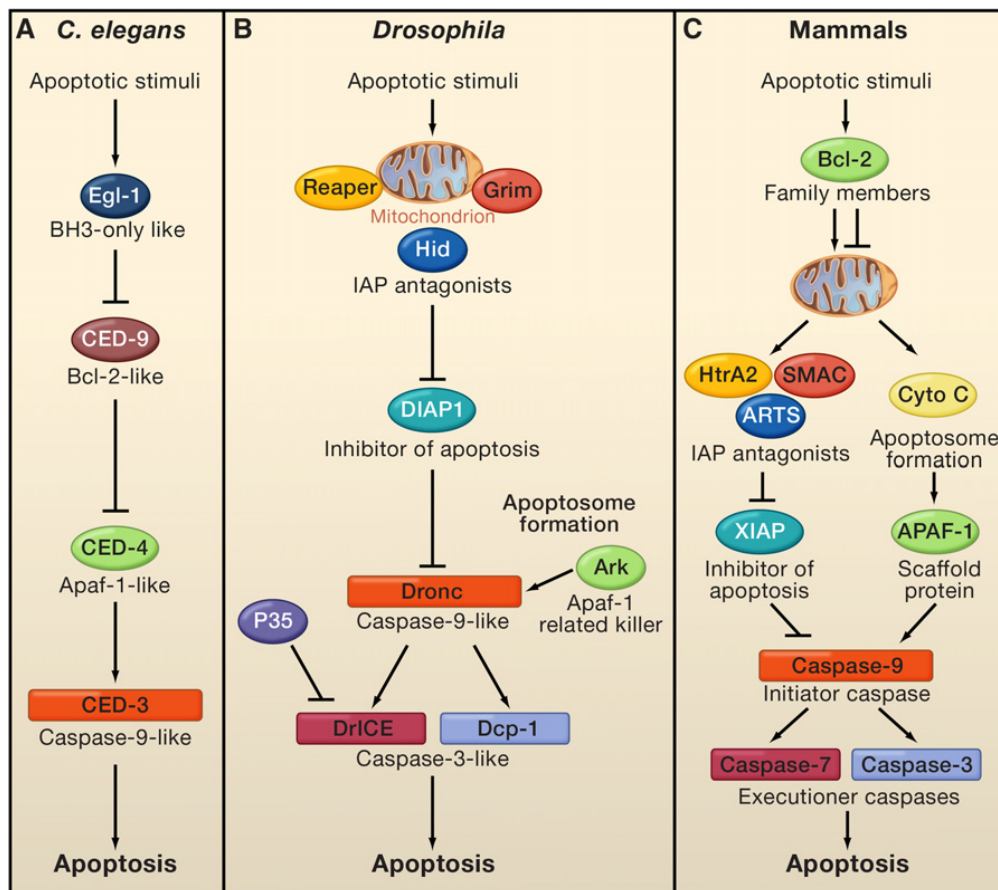 A C. elegans
Apoptotic stimuli
Egl-1
BH3-only like
CED-9
Bcl-2-like
CED-4
Apaf-1-like
CED-3
Caspase-9-like
Apoptosis
B Drosophila
Apoptotic stimuli
Reaper
Grim
Mitochondrion
Hid
IAP antagonists
DIAP1
Inhibitor of apoptosis
Apoptosome
formation
Ark
Apaf-1
related killer
Dronc
Caspase-9-like
P35
DrICE
Dcp-1
Caspase-3-like
Apoptosis
C Mammals
Apoptotic stimuli
Bcl-2
Family members
HtrA2
SMAC
ARTS
IAP antagonists
Cyto C
Apoptosome
formation
XIAP
Inhibitor of
apoptosis
APAF-1
Scaffold
protein
Caspase-9
Initiator caspase
Caspase-7
Caspase-3
Executioner caspases
Apoptosis